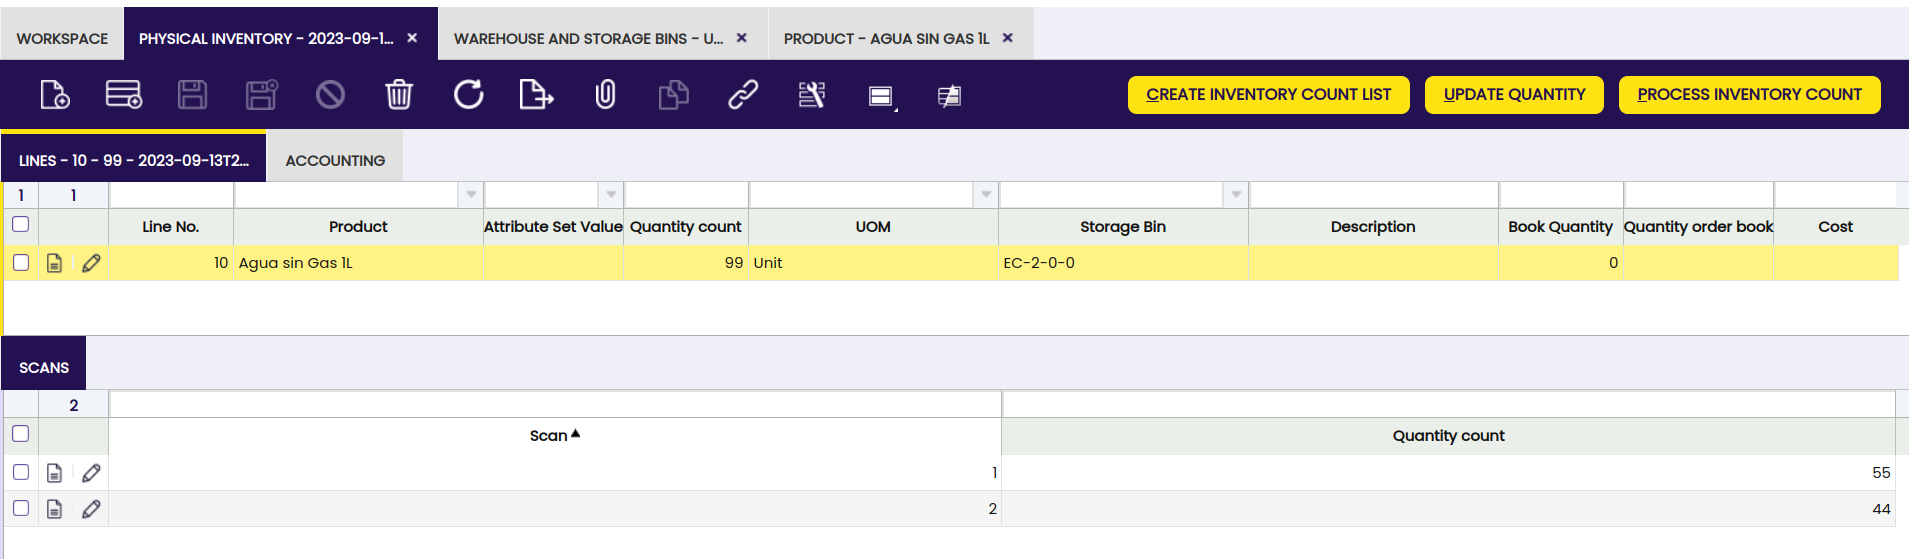 WORKSPACE PHYSICAL INVENTORY - 2023-09-1... × WAREHOUSE AND STORAGE BINS - U... × PRODUCT - AGUA SIN GAS 1L ×
CREATE INVENTORY COUNT LIST UPDATE QUANTITY PROCESS INVENTORY COUNT
LINES - 10 - 99 - 2023-09-13T2... ACCOUNTING
1 1
Line No. Product Attribute Set Value Quantity count UOM Storage Bin Description Book Quantity Quantity order book Cost
10 Agua sin Gas 1L 99 Unit EC-2-0-0 0
SCANS
2
Scan Quantity count
1 55
2 44